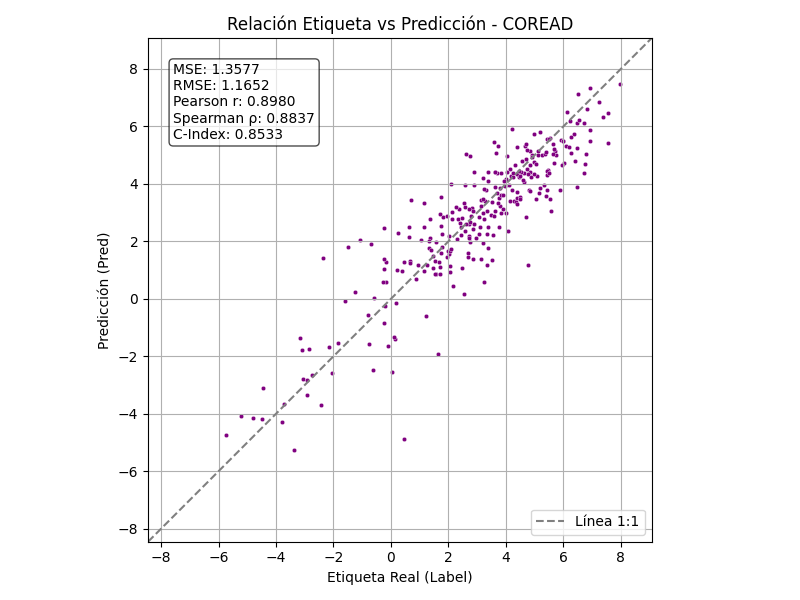 Relación Etiqueta vs Predicción - COREAD
MSE: 1.3577
RMSE: 1.1652
Pearson r: 0.8980
Spearman ρ: 0.8837
C-Index: 0.8533
8
6
4
2
0
−2
−4
−6
−8
Predicción (Pred)
Línea 1:1
−8 −6 −4 −2 0 2 4 6 8
Etiqueta Real (Label)